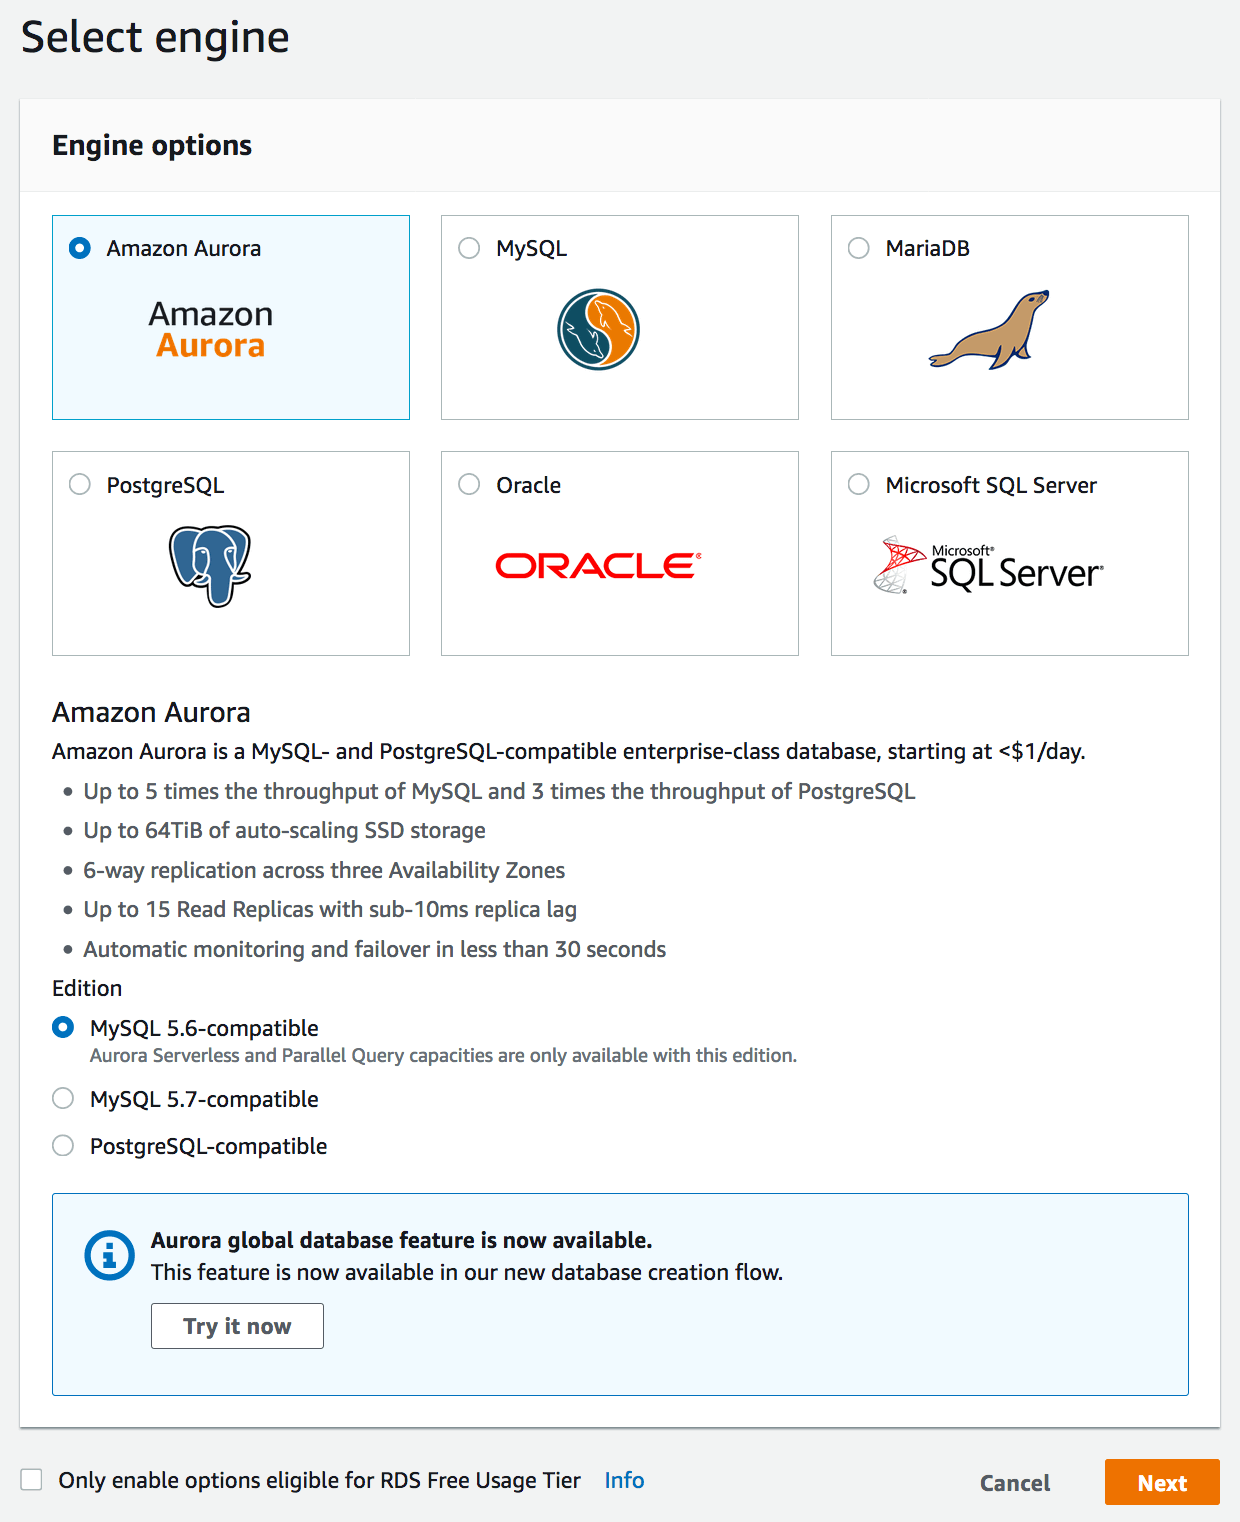 Select engine
Engine options
Amazon Aurora
MySQL
MariaDB
Amazon
Aurora
PostgreSQL
Oracle
Microsoft SQL Server
ORACLE®
Microsoft®
SQL Server®
Amazon Aurora
Amazon Aurora is a MySQL- and PostgreSQL-compatible enterprise-class database, starting at <$1/day.
• Up to 5 times the throughput of MySQL and 3 times the throughput of PostgreSQL
• Up to 64TiB of auto-scaling SSD storage
• 6-way replication across three Availability Zones
• Up to 15 Read Replicas with sub-10ms replica lag
• Automatic monitoring and failover in less than 30 seconds
Edition
MySQL 5.6-compatible
Aurora Serverless and Parallel Query capacities are only available with this edition.
MySQL 5.7-compatible
PostgreSQL-compatible
Aurora global database feature is now available.
This feature is now available in our new database creation flow.
Try it now
Only enable options eligible for RDS Free Usage Tier Info
Cancel
Next